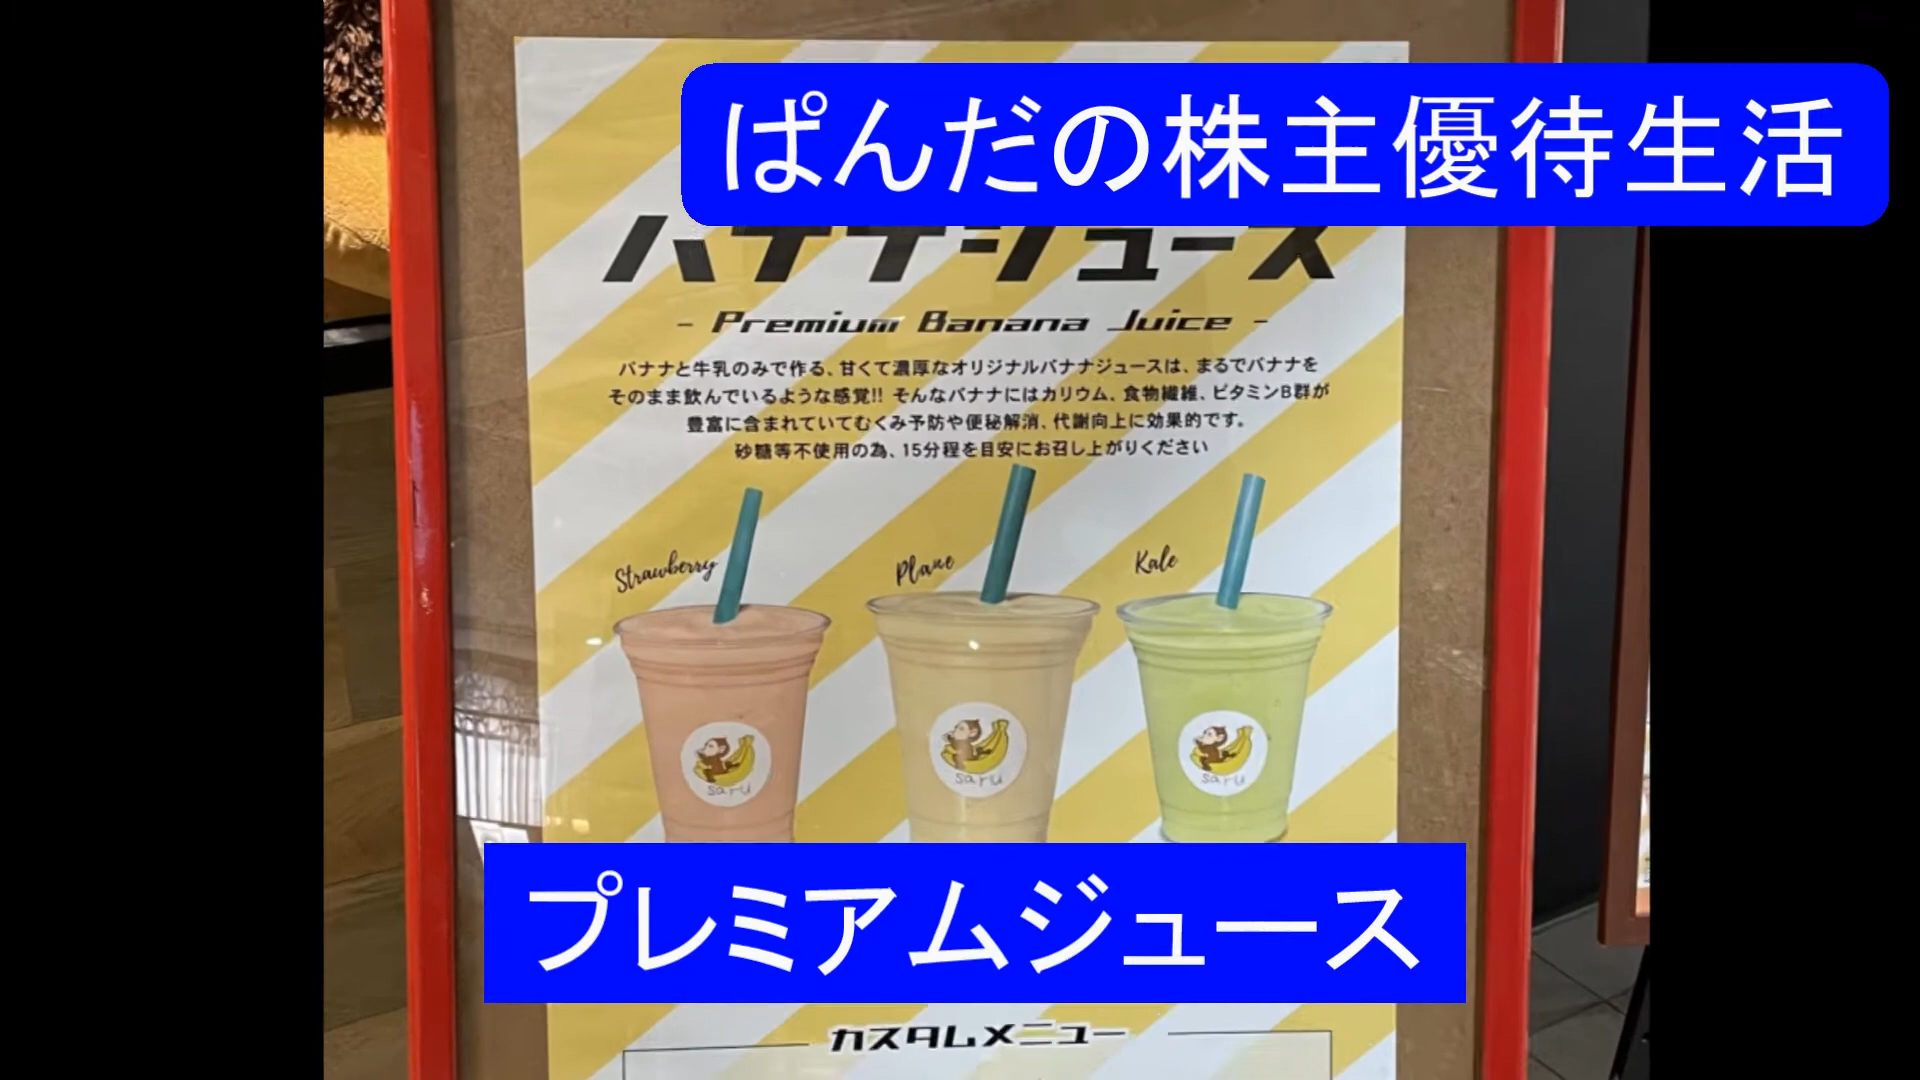 ぱんだの株主優待生活
バナナジュース
- Premium Banana Juice -
バナナと牛乳のみで作る、甘くて濃厚なオリジナルバナナジュースは、まるでバナナを
そのまま飲んでいるような感覚!! そんなバナナにはカリウム、食物繊維、ビタミンB群が
豊富に含まれていてむくみ予防や便秘解消、代謝向上に効果的です。
砂糖等不使用の為、15分程を目安にお召し上がりください
Strawberry
Plane
Kale
saru
saru
saru
プレミアムジュース
カスタムメニュー